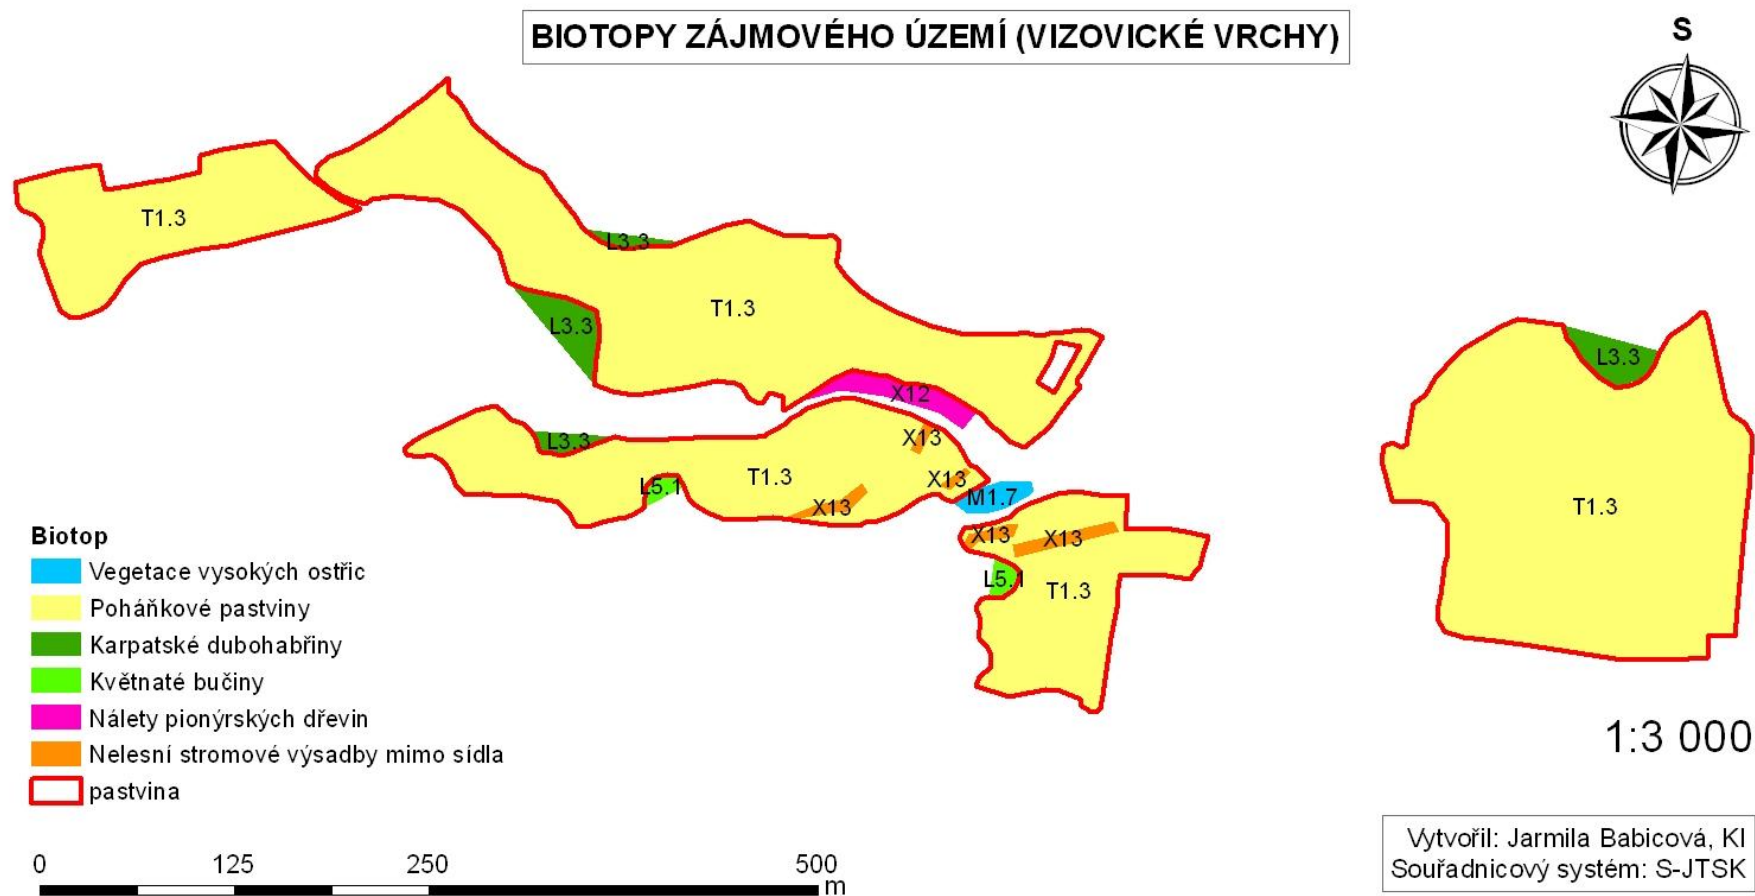 BIOTOPY ZÁJMOVÉHO ÚZEMÍ (VIZOVICKÉ VRCHY)
S
T1.3
L3.3
T1.3
L3.3
L3.3
X12
X13
L3.3
T1.3
X13
L5.1
M1.7
X13
T1.3
X13
X13
L5.1
T1.3
Biotop
Vegetace vysokých ostřic
Poháňkové pastviny
Karpatské dubohabřiny
Květnaté bučiny
Nálety pionýrských dřevin
Nelesní stromové výsadby mimo sídla
pastvina
1:3 000
0 125 250 500
m
Vytvořil: Jarmila Babicová, KI
Souřadnicový systém: S-JTSK